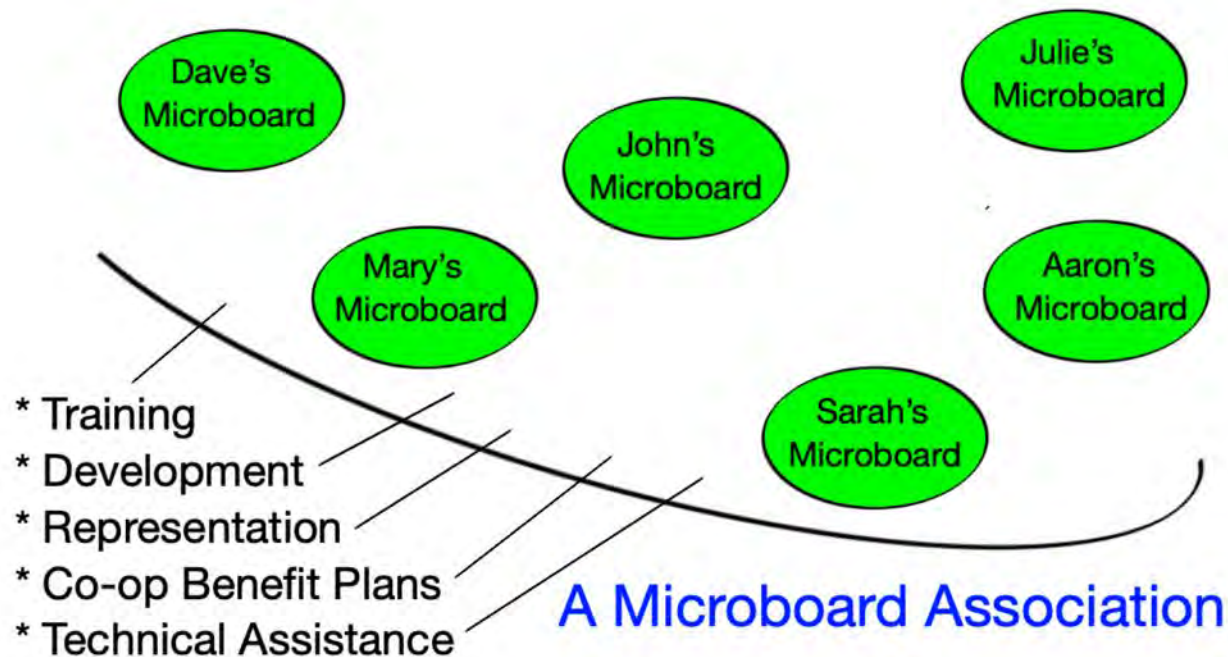 Dave's
Microboard
Julie's
Microboard
John's
Microboard
Mary's
Microboard
Aaron's
Microboard
Sarah's
Microboard
* Training
* Development
* Representation
* Co-op Benefit Plans
* Technical Assistance
A Microboard Association